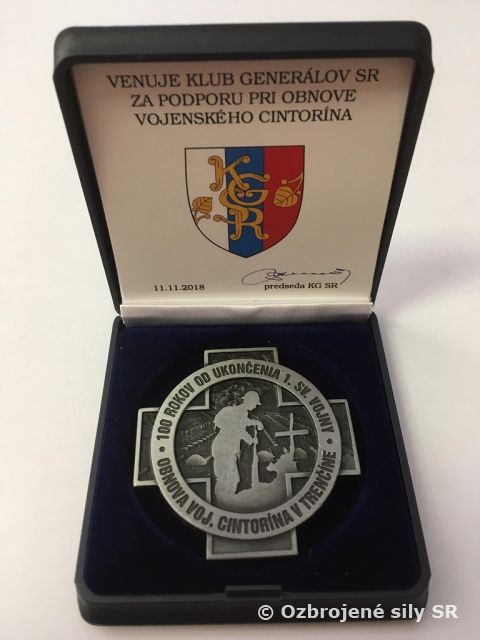 VENUJE KLUB GENERÁLOV SR
ZA PODPORU PRI OBNOVE
VOJENSKÉHO CINTORÍNA
KGSR
11.11.2018
predseda KG SR
100 ROKOV OD UKONČENIA 1. SV. VOJNY
OBNOVA VOJ. CINTORÍNA V TRENČÍNE
© Ozbrojené sily SR